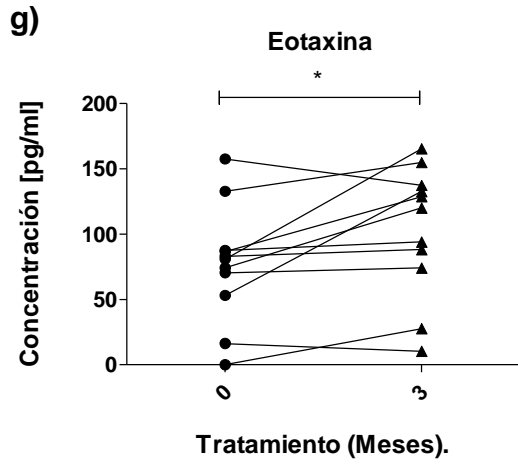 g)
Eotaxina
*
Concentración [pg/ml]
200
150
100
50
0
0
3
Tratamiento (Meses).